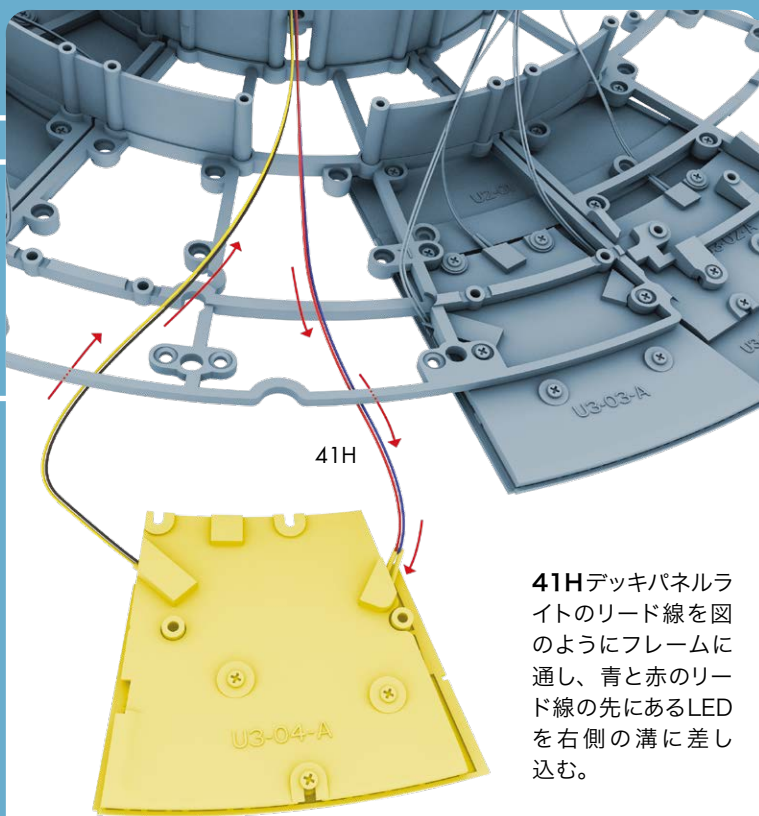 U2-01
U3-03-A
41H
U3-04-A
41Hデッキパネルラ
イトのリード線を図
のようにフレームに
通し、青と赤のリー
ド線の先にあるLED
を右側の溝に差し
込む。